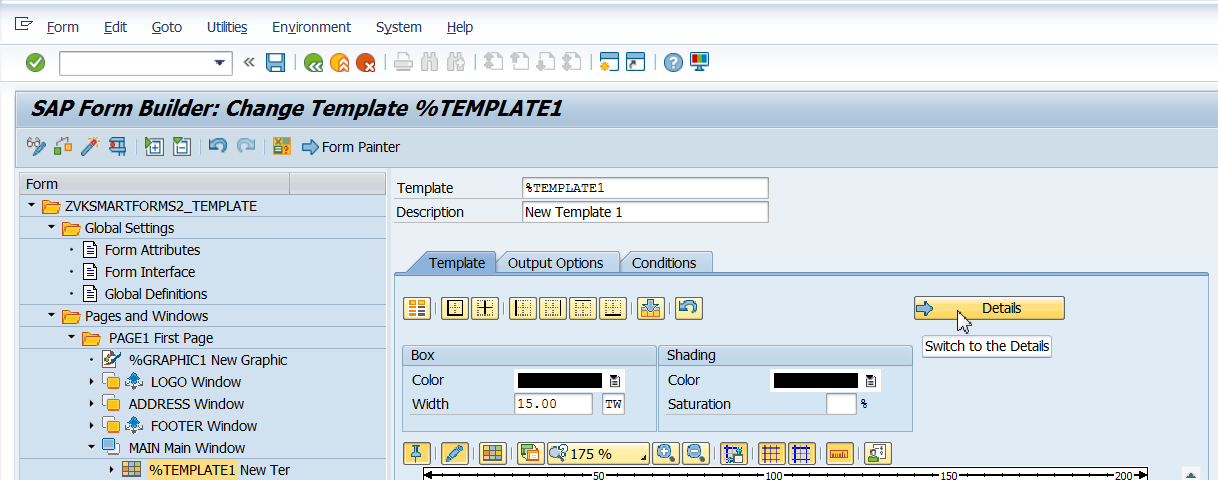 Form Edit Goto Utilities Environment System Help
SAP Form Builder: Change Template %TEMPLATE1
Form Painter
Form
ZVKSMARTFORMS2_TEMPLATE
Global Settings
Form Attributes
Form Interface
Global Definitions
Pages and Windows
PAGE1 First Page
%GRAPHIC1 New Graphic
LOGO Window
ADDRESS Window
FOOTER Window
MAIN Main Window
%TEMPLATE1 New Ter
Template %TEMPLATE1
Description New Template 1
Template Output Options Conditions
Details
Switch to the Details
Box
Color
Width 15.00 TW
Shading
Color
Saturation %
175 %
50 100 150 200